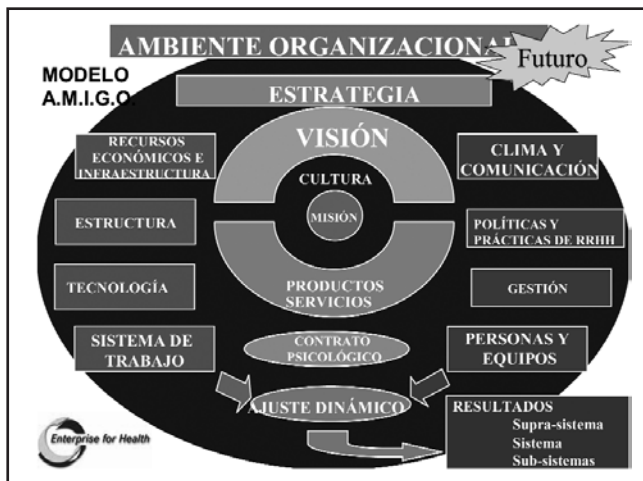 AMBIENTE ORGANIZACIONAL
Futuro
MODELO
A.M.I.G.O.
ESTRATEGIA
VISIÓN
RECURSOS
ECONÓMICOS E
INFRAESTRUCTURA
CLIMA Y
COMUNICACIÓN
CULTURA
MISIÓN
ESTRUCTURA
POLÍTICAS Y
PRÁCTICAS DE RRHH
TECNOLOGÍA
PRODUCTOS
SERVICIOS
GESTIÓN
SISTEMA DE
TRABAJO
CONTRATO
PSICOLÓGICO
PERSONAS Y
EQUIPOS
AJUSTE DINÁMICO
RESULTADOS
Supra-sistema
Sistema
Sub-sistemas
Enterprise for Health